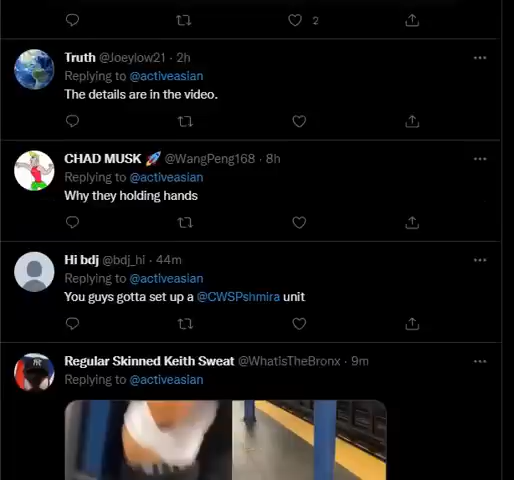 2
Truth @Joeylow21 · 2h
Replying to @activeasian
The details are in the video.
CHAD MUSK 🚀 @WangPeng168 · 8h
Replying to @activeasian
Why they holding hands
Hi bdj @bdj_hi · 44m
Replying to @activeasian
You guys gotta set up a @CWSPshmira unit
Regular Skinned Keith Sweat @WhatIsTheBronx · 9m
Replying to @activeasian